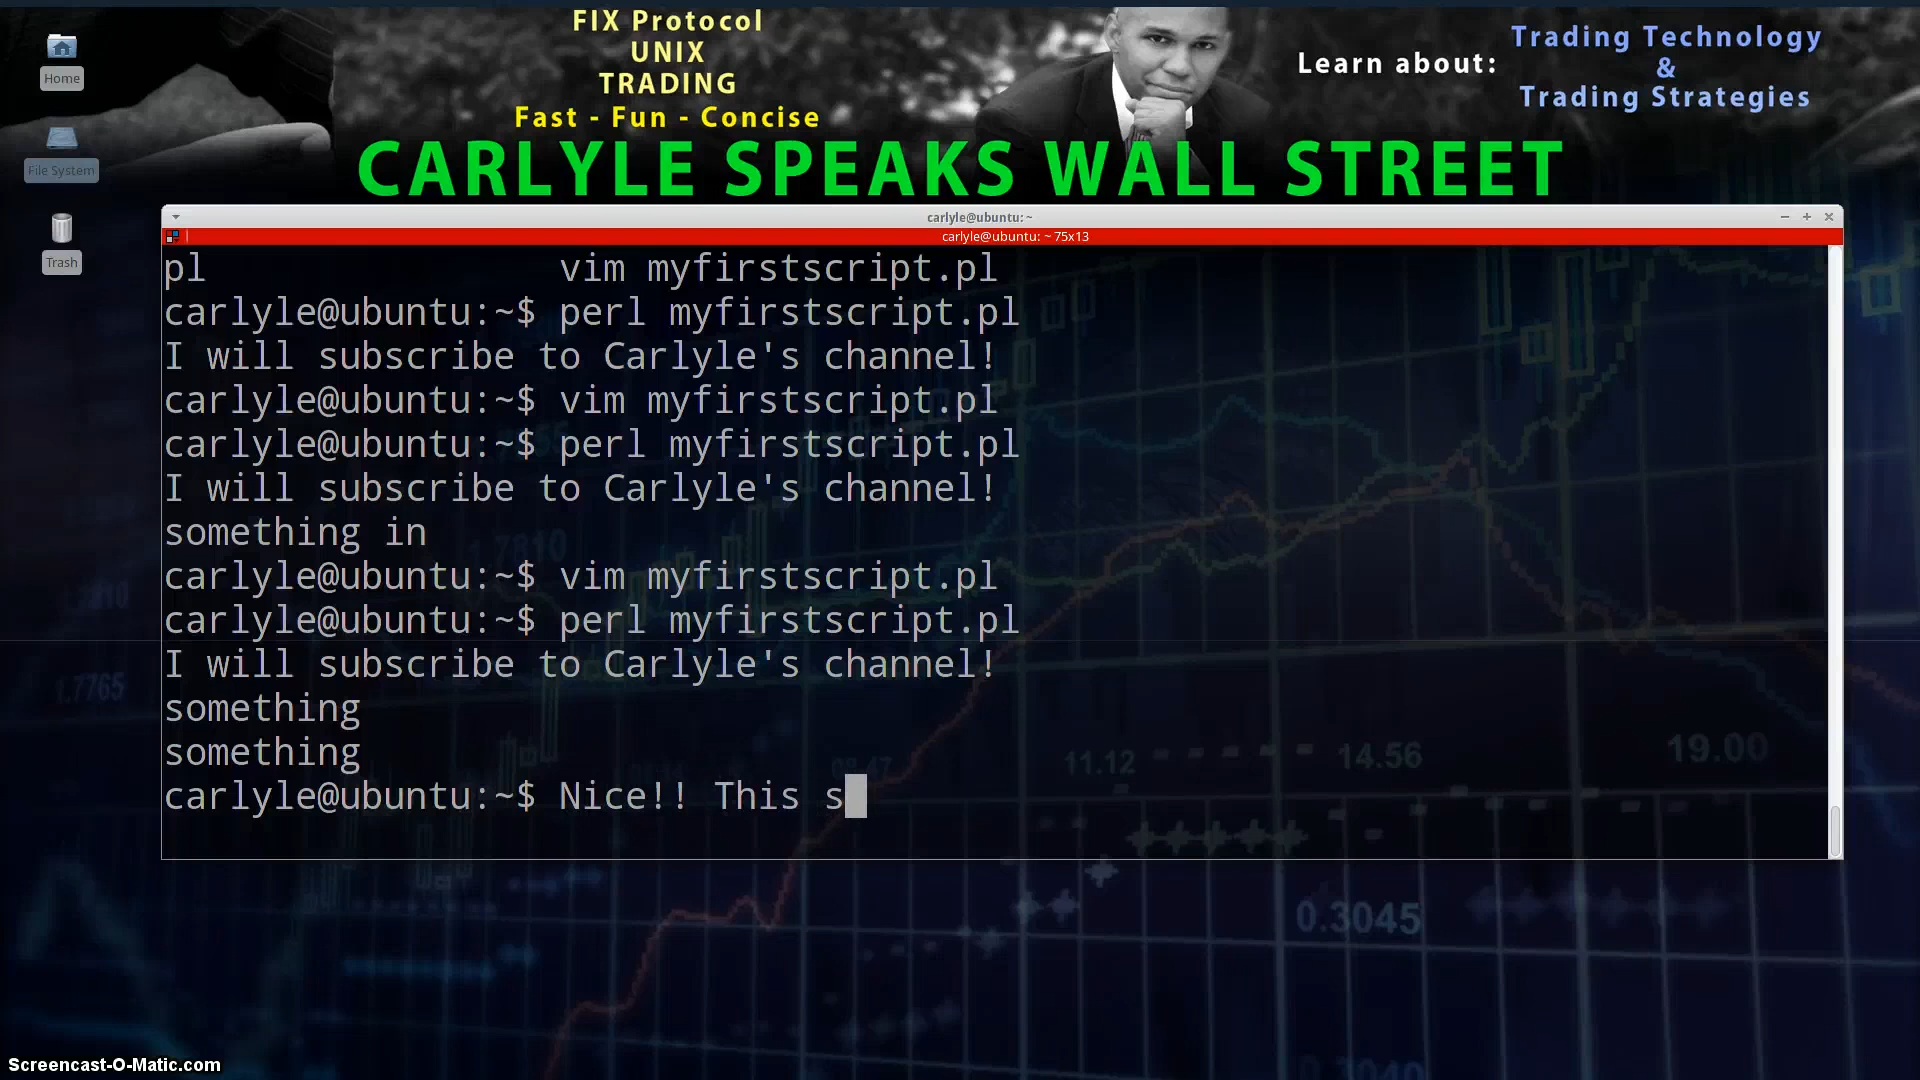 FIX Protocol
UNIX
TRADING
Fast - Fun - Concise
Learn about:
Trading Technology
&
Trading Strategies
CARLYLE SPEAKS WALL STREET
Home
File System
Trash
carlyle@ubuntu: ~
carlyle@ubuntu: ~ 75x13
pl vim myfirstscript.pl
carlyle@ubuntu:~$ perl myfirstscript.pl
I will subscribe to Carlyle's channel!
carlyle@ubuntu:~$ vim myfirstscript.pl
carlyle@ubuntu:~$ perl myfirstscript.pl
I will subscribe to Carlyle's channel!
something in
carlyle@ubuntu:~$ vim myfirstscript.pl
carlyle@ubuntu:~$ perl myfirstscript.pl
I will subscribe to Carlyle's channel!
something
something
carlyle@ubuntu:~$ Nice!! This s
1.7810
1.7765
11.12
14.56
19.00
0.3045
0.3040
Screencast-O-Matic.com